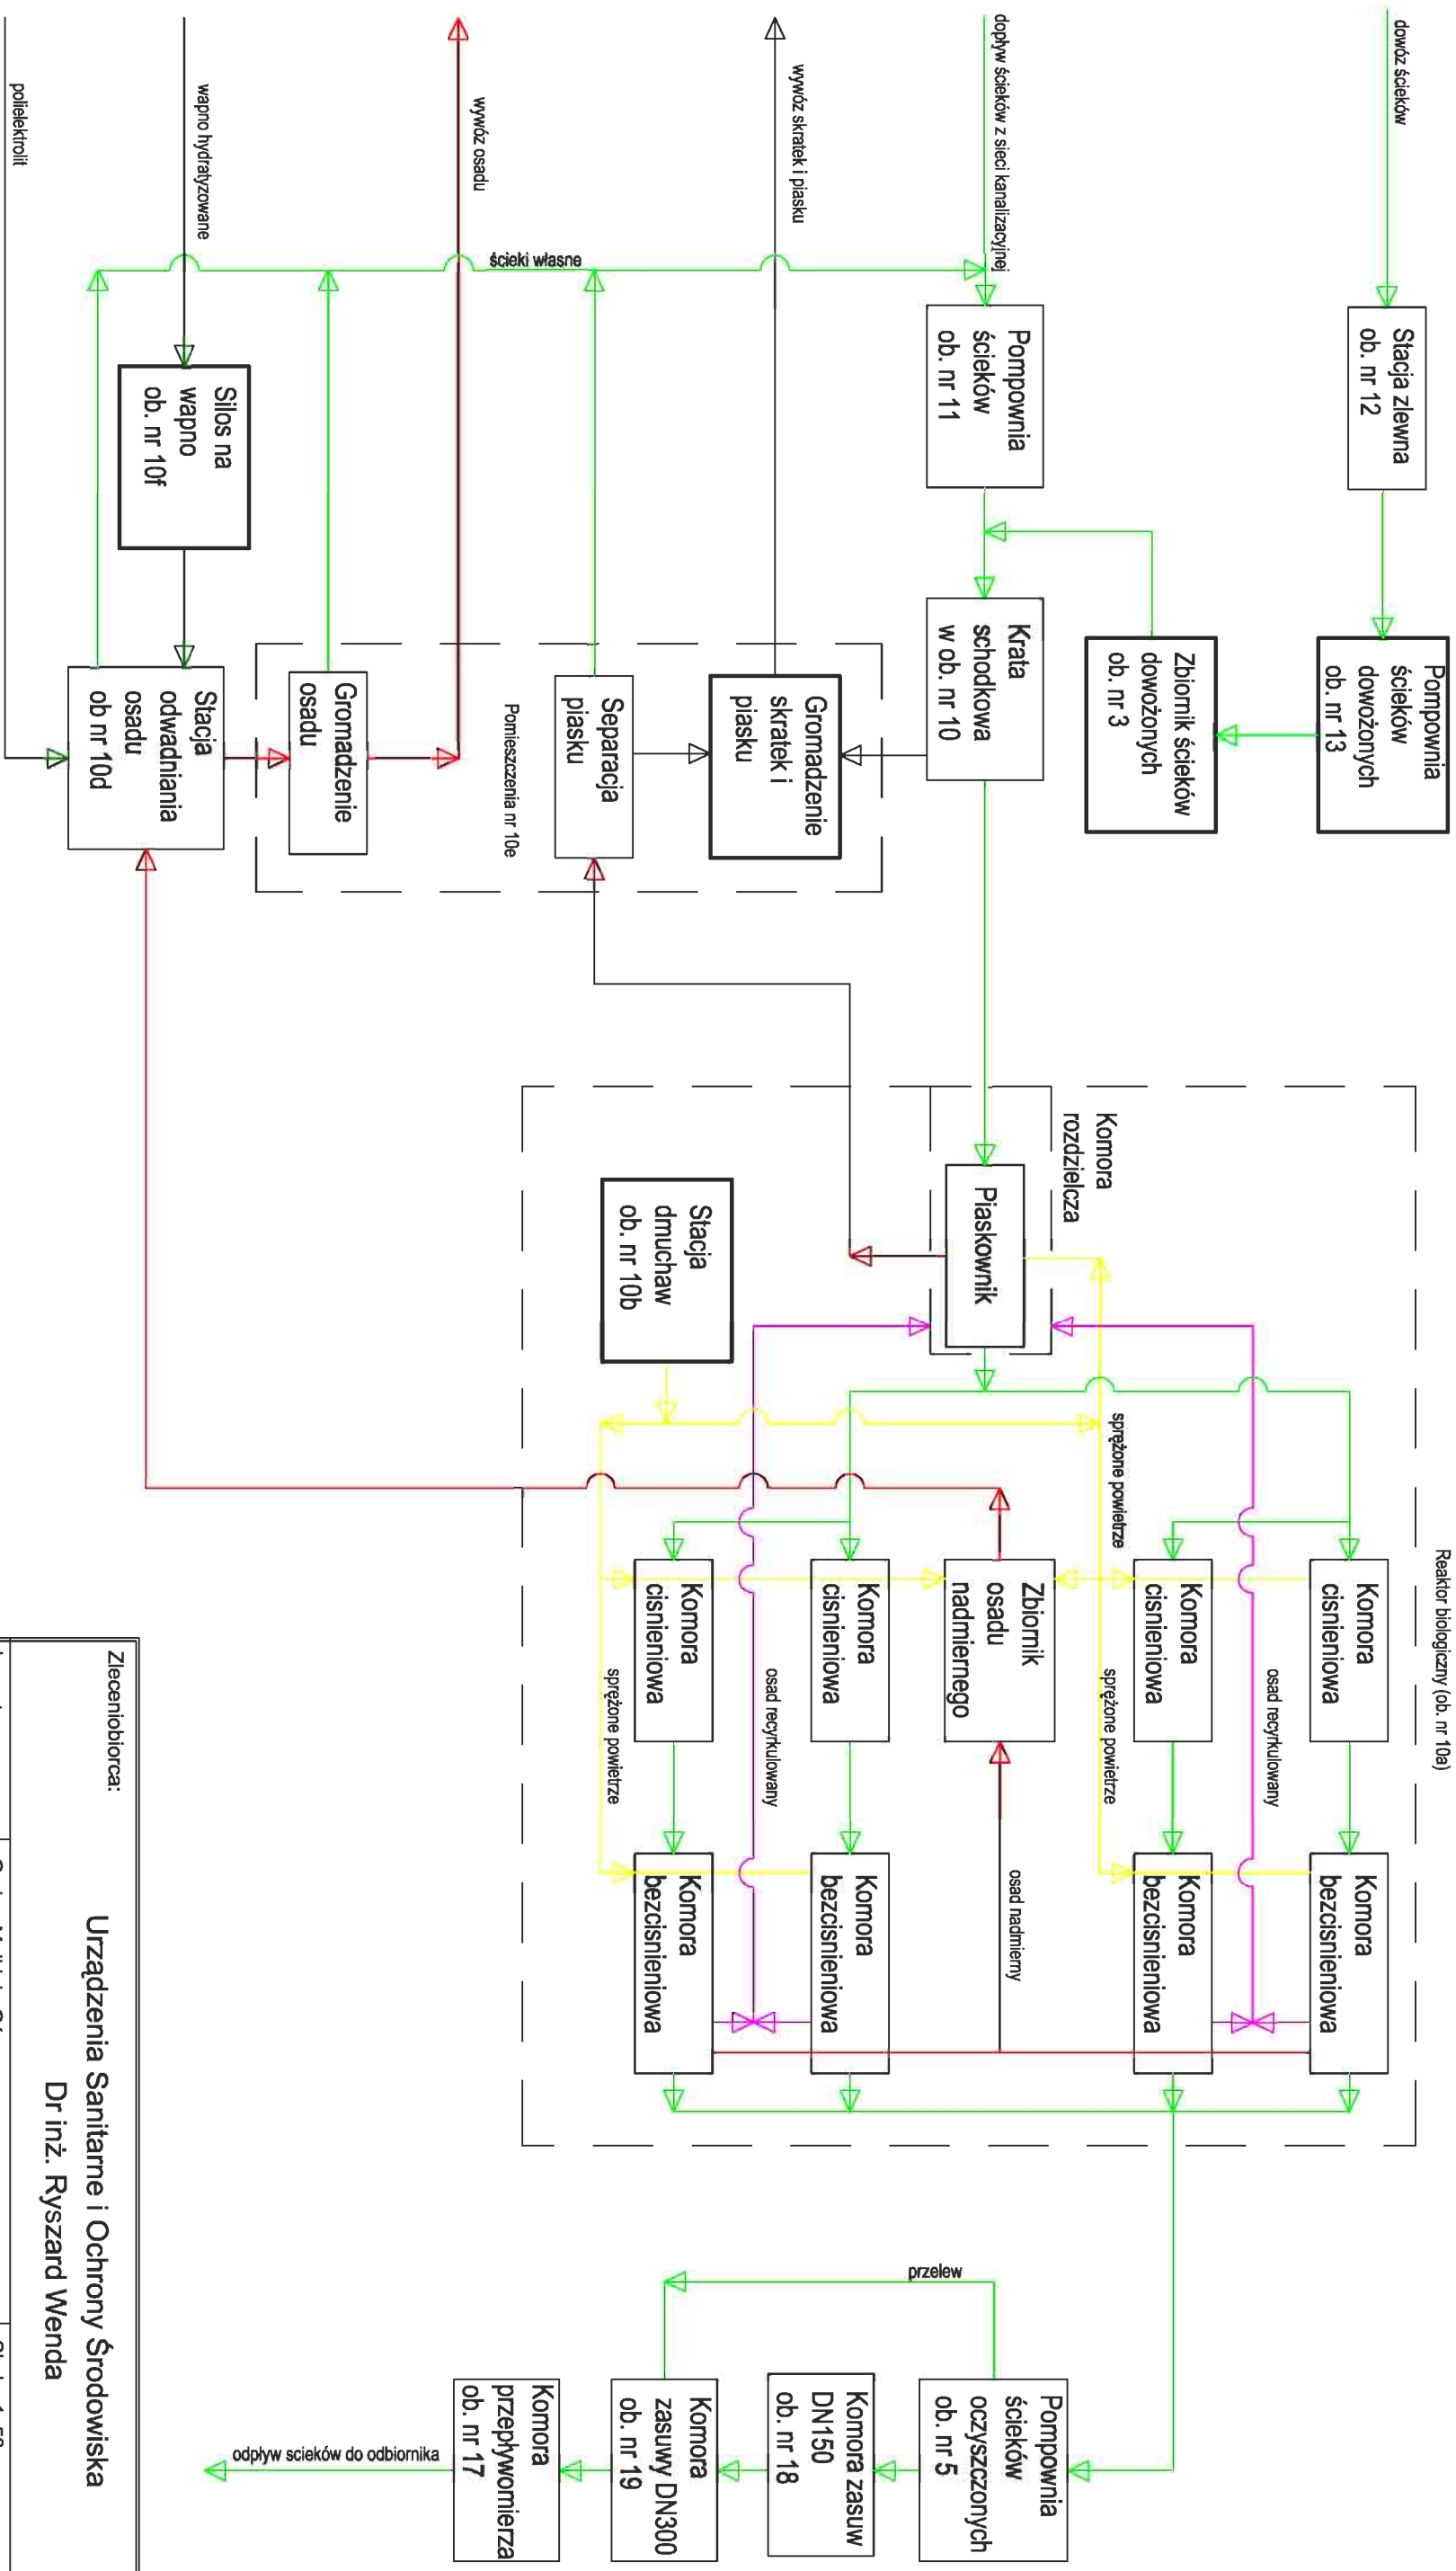 dowóz ścieków
Stacja zlewna
ob. nr 12
Pompownia
ścieków
dowożonych
ob. nr 13
Zbiornik ścieków
dowożonych
ob. nr 3
dopływ ścieków z sieci kanalizacyjnej
Pompownia
ścieków
ob. nr 11
Krata
schodkowa
w ob. nr 10
wywóz skratek i piasku
Gromadzenie
skratek i
piasku
Separacja
piasku
Pomieszczenia nr 10e
ścieki własne
wywóz osadu
Gromadzenie
osadu
wapno hydratyzowane
Silos na
wapno
ob. nr 10f
Stacja
odwadniania
osadu
ob nr 10d
polielektrolit
Reaktor biologiczny (ob. nr 10a)
Komora
rozdzielcza
Piaskownik
Stacja
dmuchaw
ob. nr 10b
sprężone powietrze
Komora
cisnieniowa
osad recyrkulowany
Komora
bezcisnieniowa
Komora
cisnieniowa
sprężone powietrze
Komora
bezcisnieniowa
Zbiornik
osadu
nadmiernego
osad nadmierny
Komora
cisnieniowa
osad recyrkulowany
Komora
bezcisnieniowa
Komora
cisnieniowa
sprężone powietrze
Komora
bezcisnieniowa
Pompownia
ścieków
oczyszczonych
ob. nr 5
przelew
Komora zasuw
DN150
ob. nr 18
Komora
zasuwy DN300
ob. nr 19
Komora
przepływomierza
ob. nr 17
odpływ scieków do odbiornika
Zleceniobiorca:
Urządzenia Sanitarne i Ochrony Środowiska
Dr inż. Ryszard Wenda